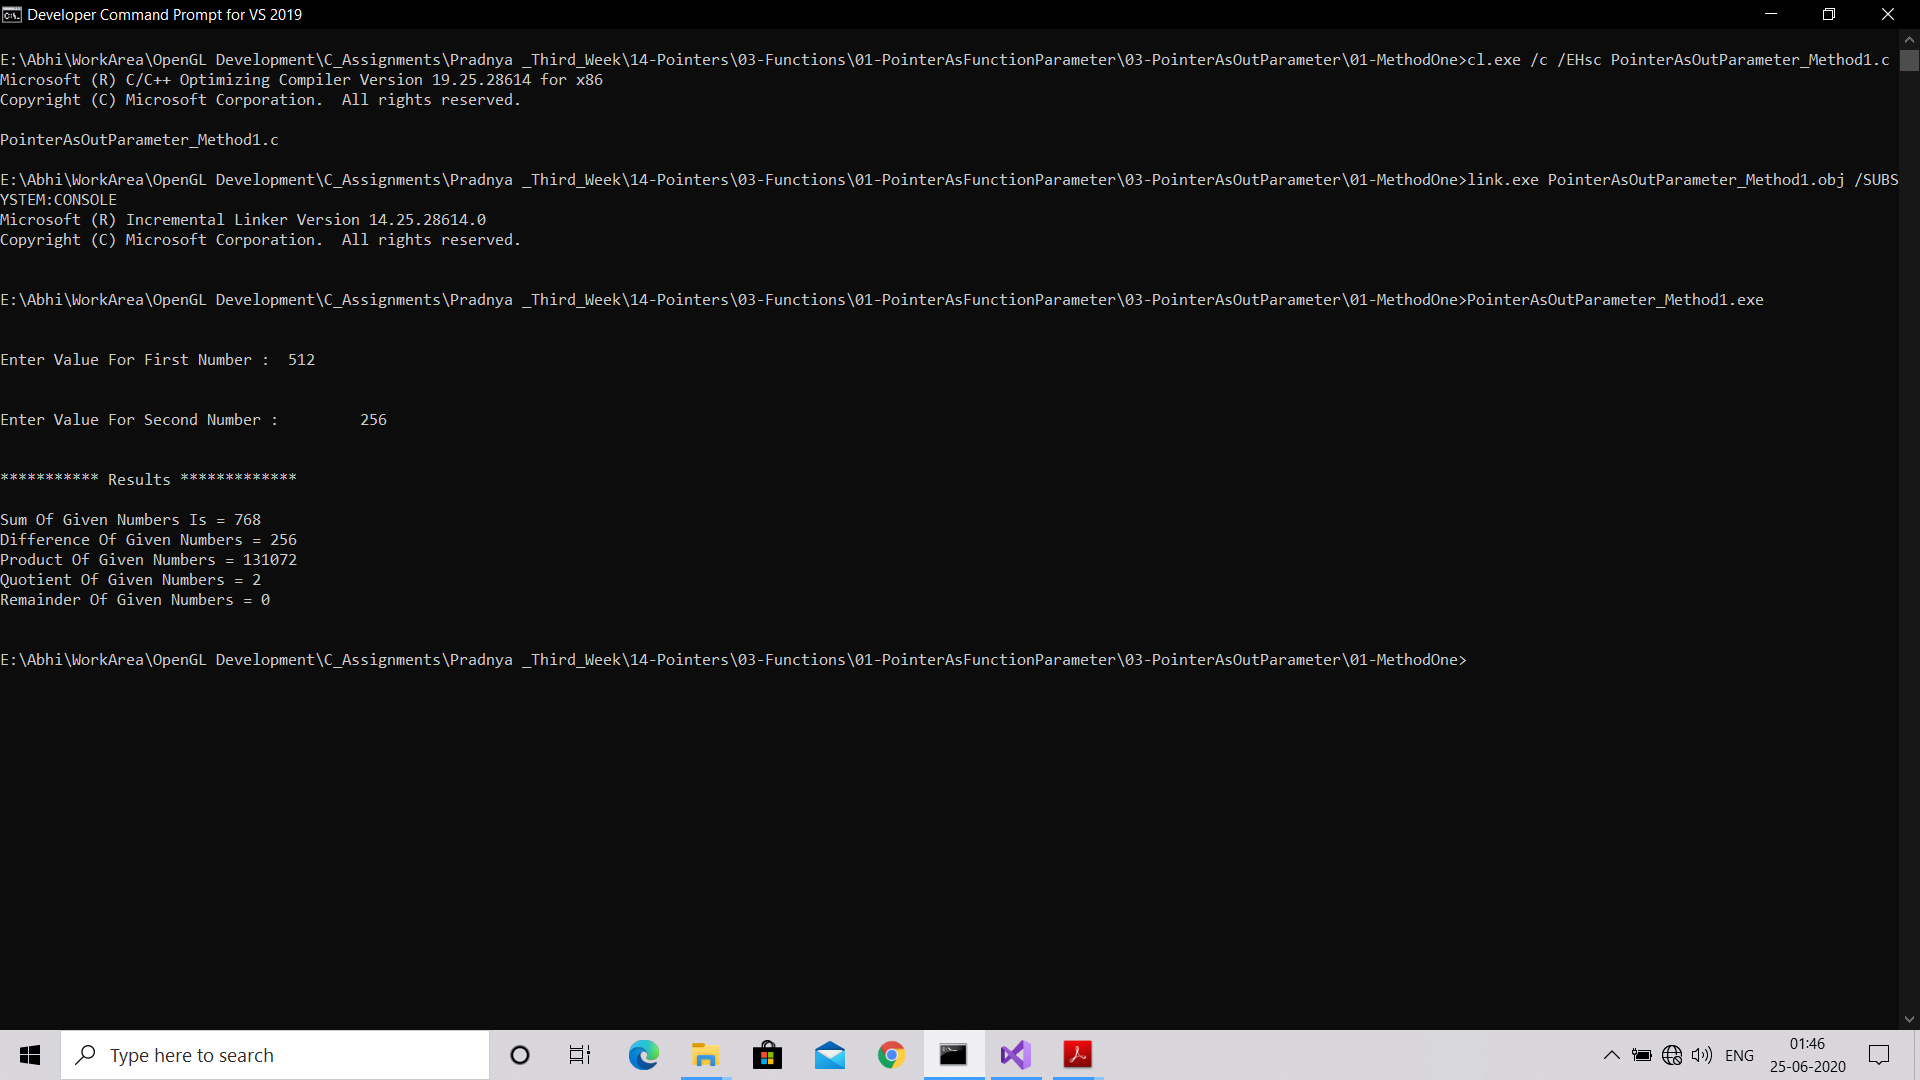 Developer Command Prompt for VS 2019
E:\Abhi\WorkArea\OpenGL Development\C_Assignments\Pradnya _Third_Week\14-Pointers\03-Functions\01-PointerAsFunctionParameter\03-PointerAsOutParameter\01-MethodOne>cl.exe /c /EHsc PointerAsOutParameter_Method1.c
Microsoft (R) C/C++ Optimizing Compiler Version 19.25.28614 for x86
Copyright (C) Microsoft Corporation.  All rights reserved.
PointerAsOutParameter_Method1.c
E:\Abhi\WorkArea\OpenGL Development\C_Assignments\Pradnya _Third_Week\14-Pointers\03-Functions\01-PointerAsFunctionParameter\03-PointerAsOutParameter\01-MethodOne>link.exe PointerAsOutParameter_Method1.obj /SUBS
YSTEM:CONSOLE
Microsoft (R) Incremental Linker Version 14.25.28614.0
Copyright (C) Microsoft Corporation.  All rights reserved.
E:\Abhi\WorkArea\OpenGL Development\C_Assignments\Pradnya _Third_Week\14-Pointers\03-Functions\01-PointerAsFunctionParameter\03-PointerAsOutParameter\01-MethodOne>PointerAsOutParameter_Method1.exe
Enter Value For First Number :  512
Enter Value For Second Number :         256
*********** Results *************
Sum Of Given Numbers Is = 768
Difference Of Given Numbers = 256
Product Of Given Numbers = 131072
Quotient Of Given Numbers = 2
Remainder Of Given Numbers = 0
E:\Abhi\WorkArea\OpenGL Development\C_Assignments\Pradnya _Third_Week\14-Pointers\03-Functions\01-PointerAsFunctionParameter\03-PointerAsOutParameter\01-MethodOne>
Type here to search
ENG
01:46
25-06-2020